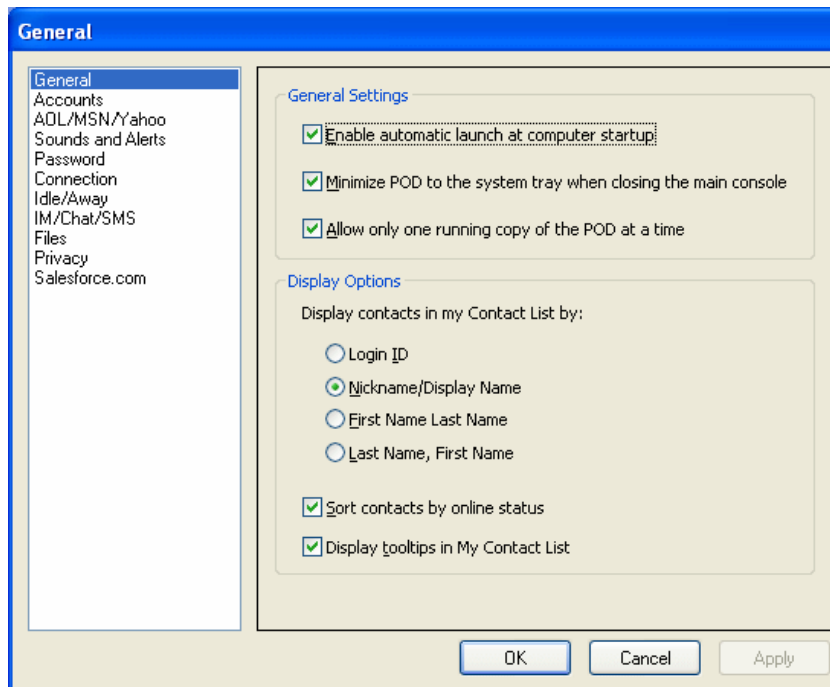 General
General
Accounts
AOL/MSN/Yahoo
Sounds and Alerts
Password
Connection
Idle/Away
IM/Chat/SMS
Files
Privacy
Salesforce.com
General Settings
Enable automatic launch at computer startup
Minimize POD to the system tray when closing the main console
Allow only one running copy of the POD at a time
Display Options
Display contacts in my Contact List by:
Login ID
Nickname/Display Name
First Name Last Name
Last Name, First Name
Sort contacts by online status
Display tooltips in My Contact List
OK Cancel Apply